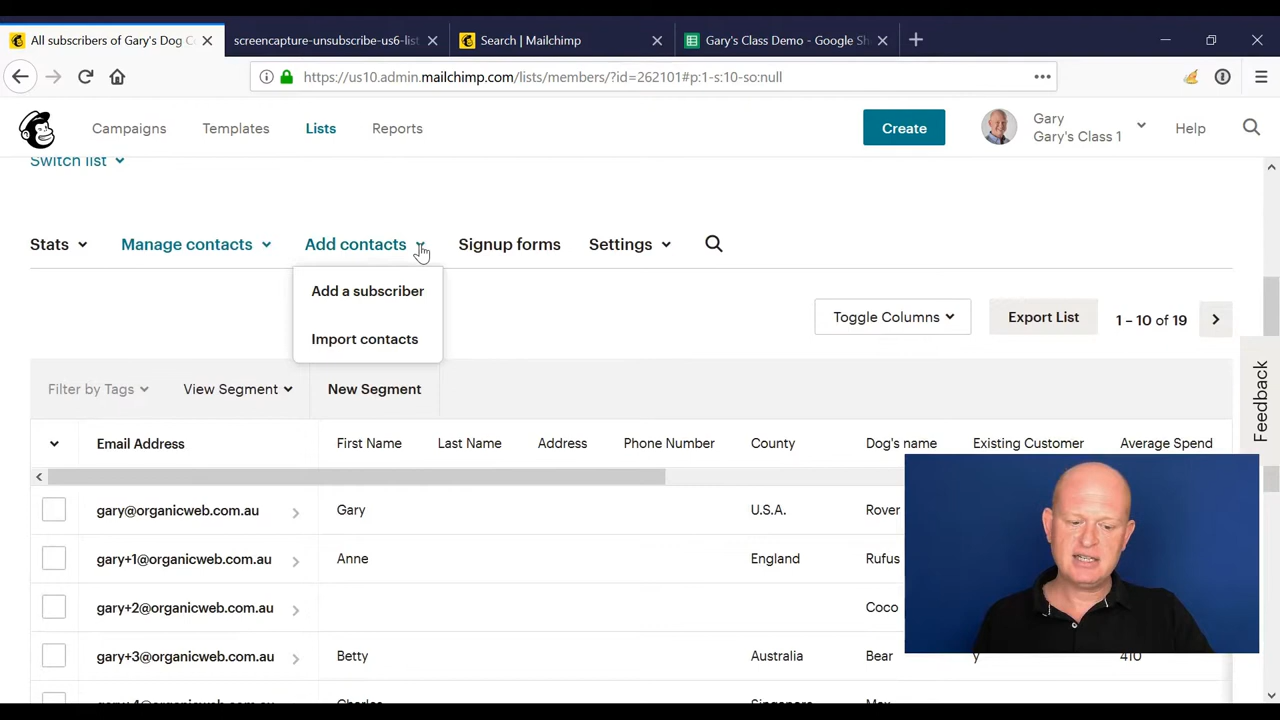 All subscribers of Gary's Dog C
screencapture-unsubscribe-us6-list
Search | Mailchimp
Gary's Class Demo - Google Sh
https://us10.admin.mailchimp.com/lists/members/?id=262101#p:1-s:10-so:null
Campaigns
Templates
Lists
Reports
Create
Gary
Gary's Class 1
Help
Switch list
Stats
Manage contacts
Add contacts
Signup forms
Settings
Add a subscriber
Import contacts
Toggle Columns
Export List
1 – 10 of 19
Feedback
Filter by Tags
View Segment
New Segment
Email Address First Name Last Name Address Phone Number County Dog's name Existing Customer Average Spend
gary@organicweb.com.au Gary U.S.A. Rover
gary+1@organicweb.com.au Anne England Rufus
gary+2@organicweb.com.au Coco
gary+3@organicweb.com.au Betty Australia Bear y 410